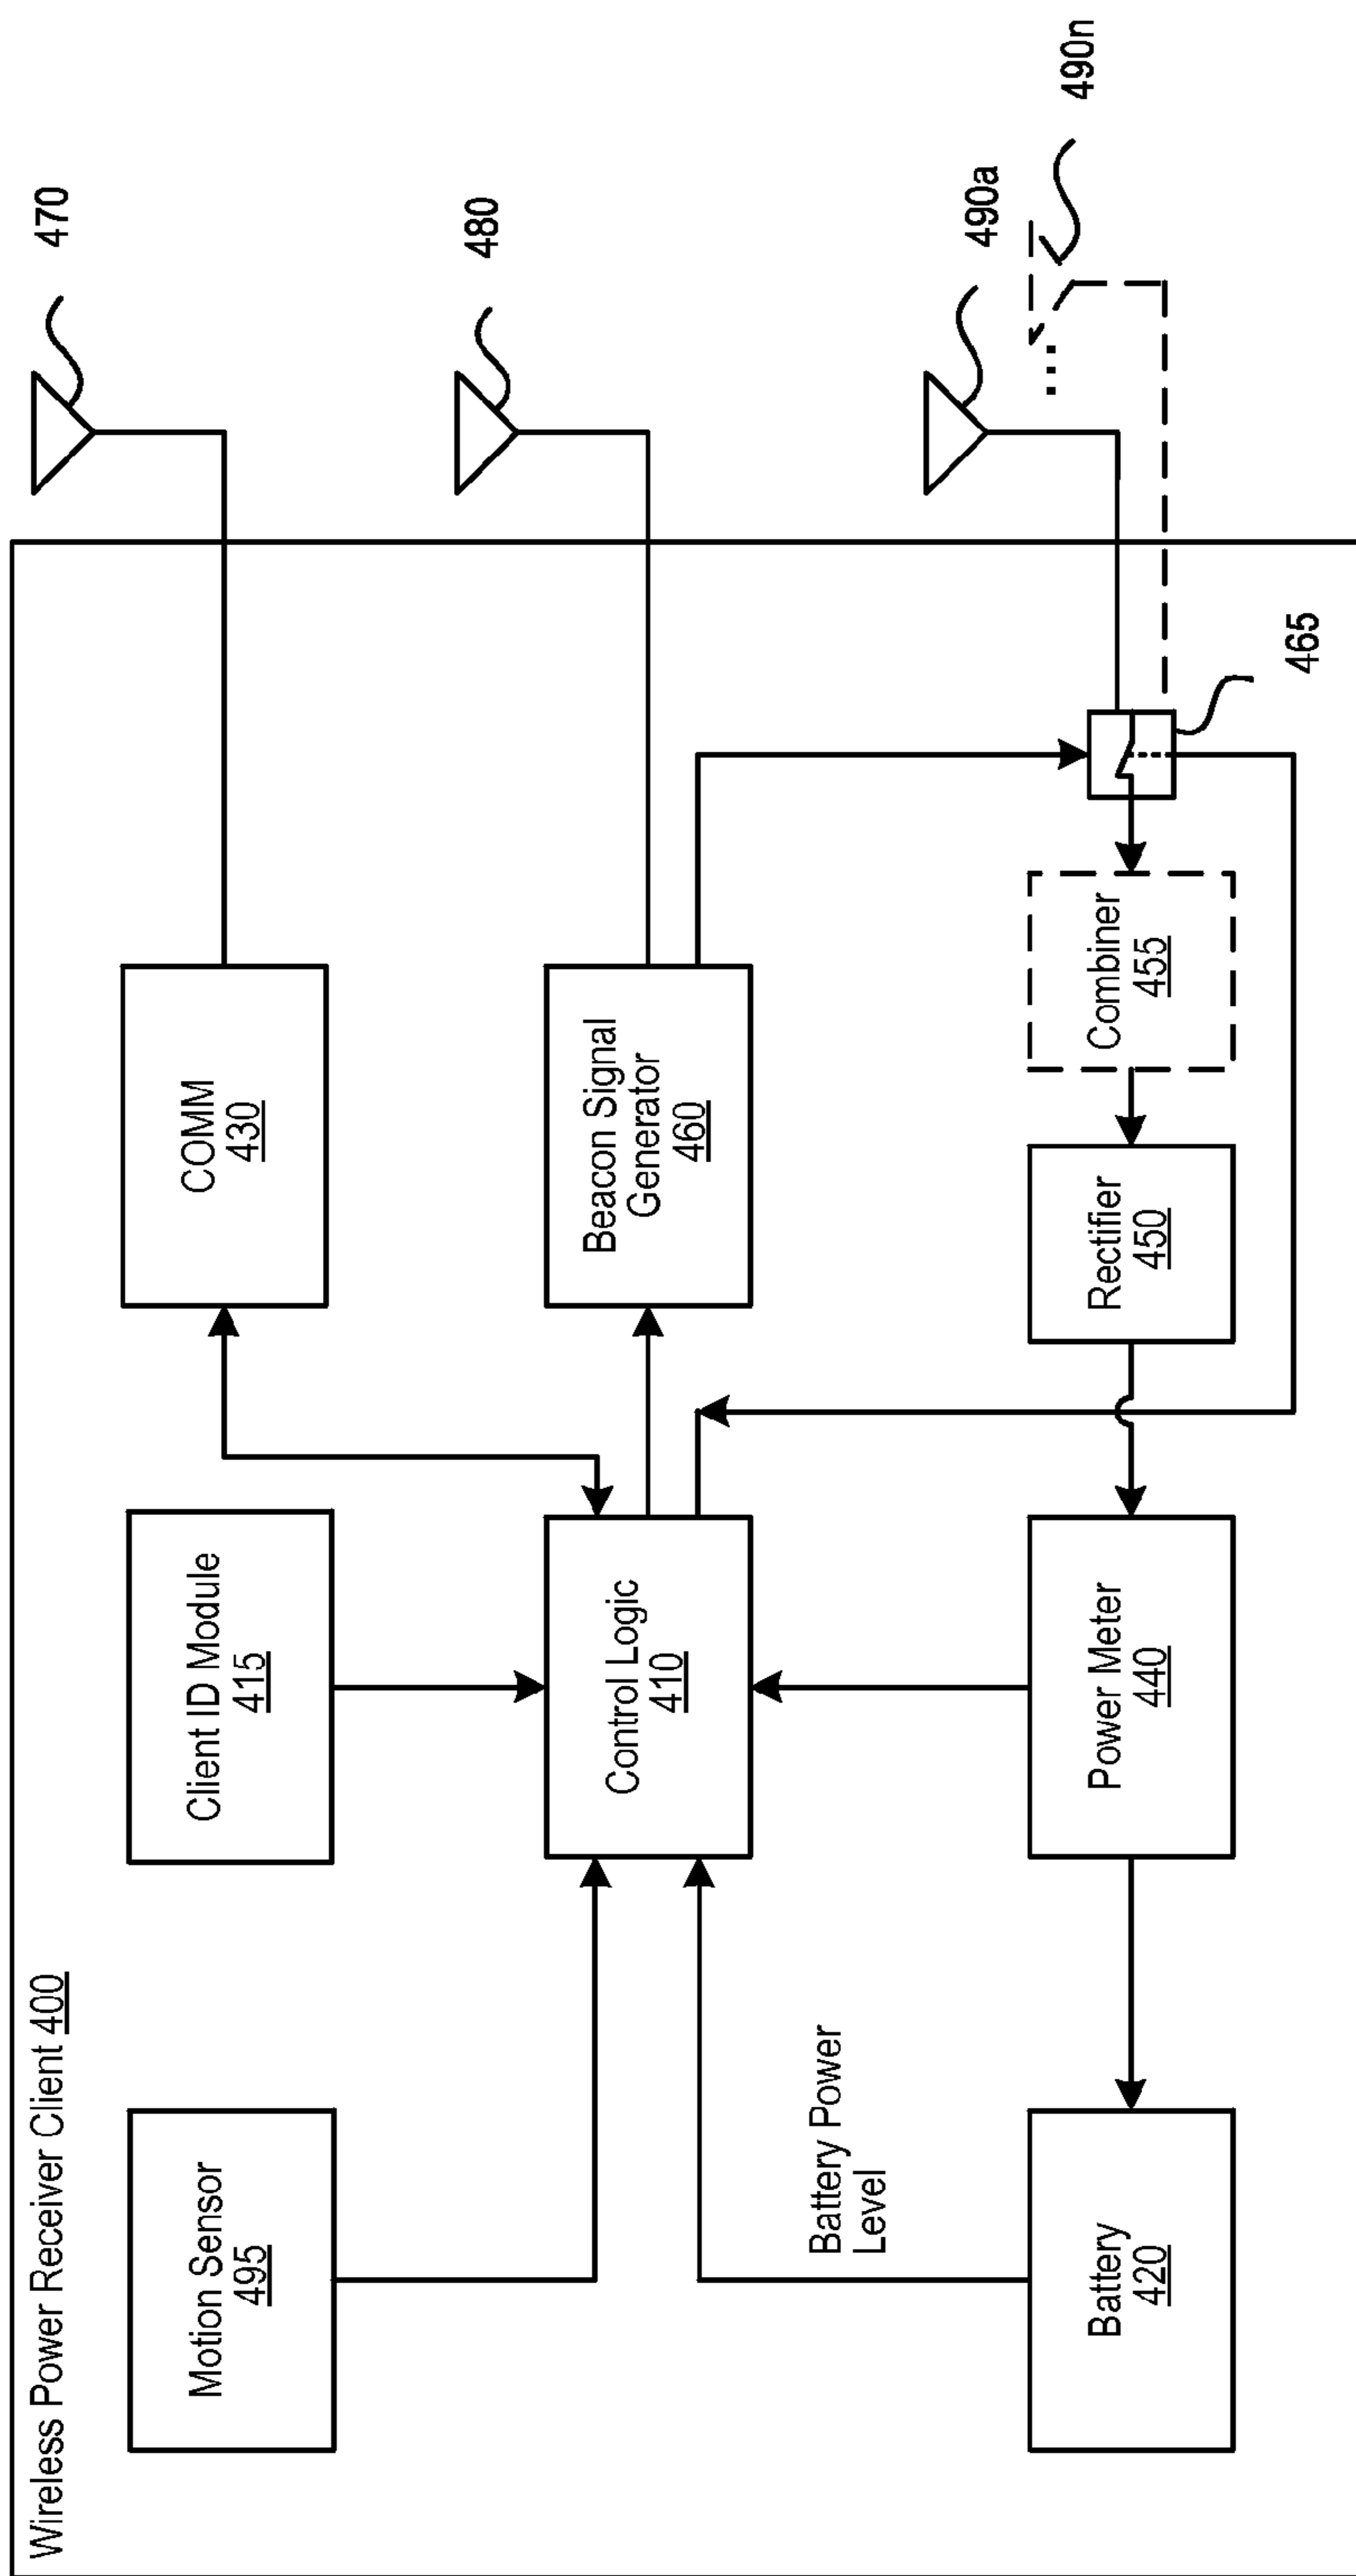 Wireless Power Receiver Client 400
Motion Sensor
495
Client ID Module
415
COMM
430
470
Control Logic
410
Beacon Signal
Generator
460
480
Battery Power
Level
Battery
420
Power Meter
440
Rectifier
450
Combiner
455
465
490a
...
490n